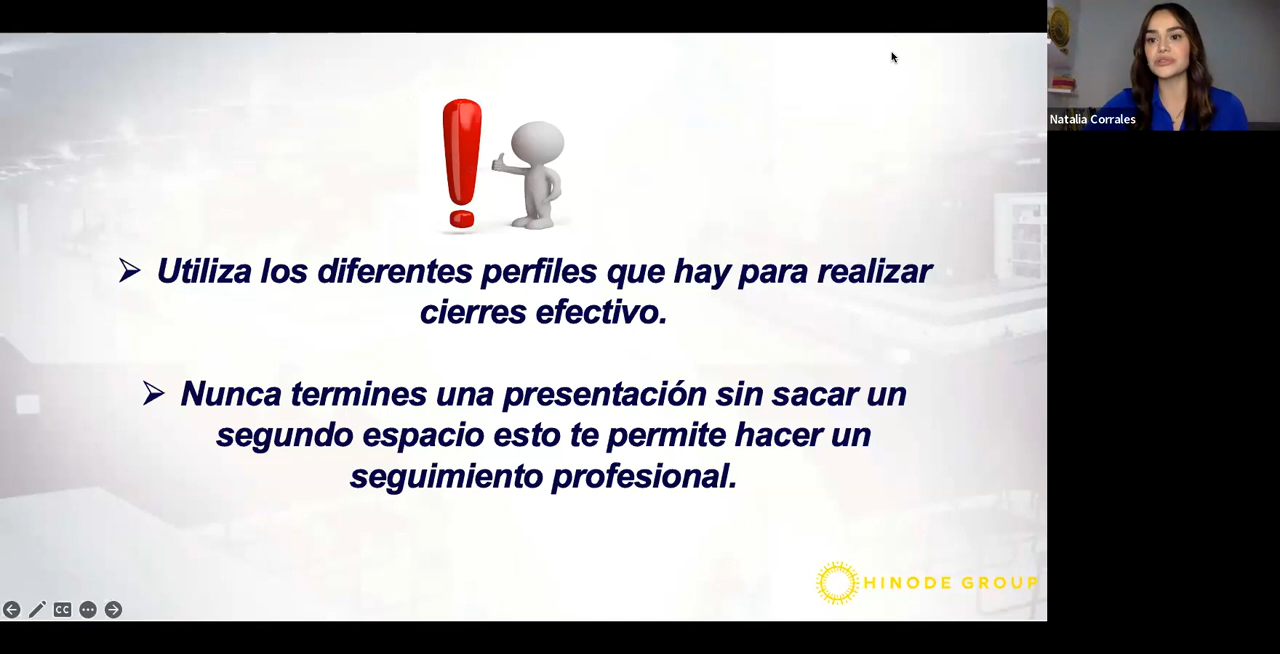 Natalia Corrales
➢ Utiliza los diferentes perfiles que hay para realizar
cierres efectivo.
➢ Nunca termines una presentación sin sacar un
segundo espacio esto te permite hacer un
seguimiento profesional.
HINODE GROUP
CC